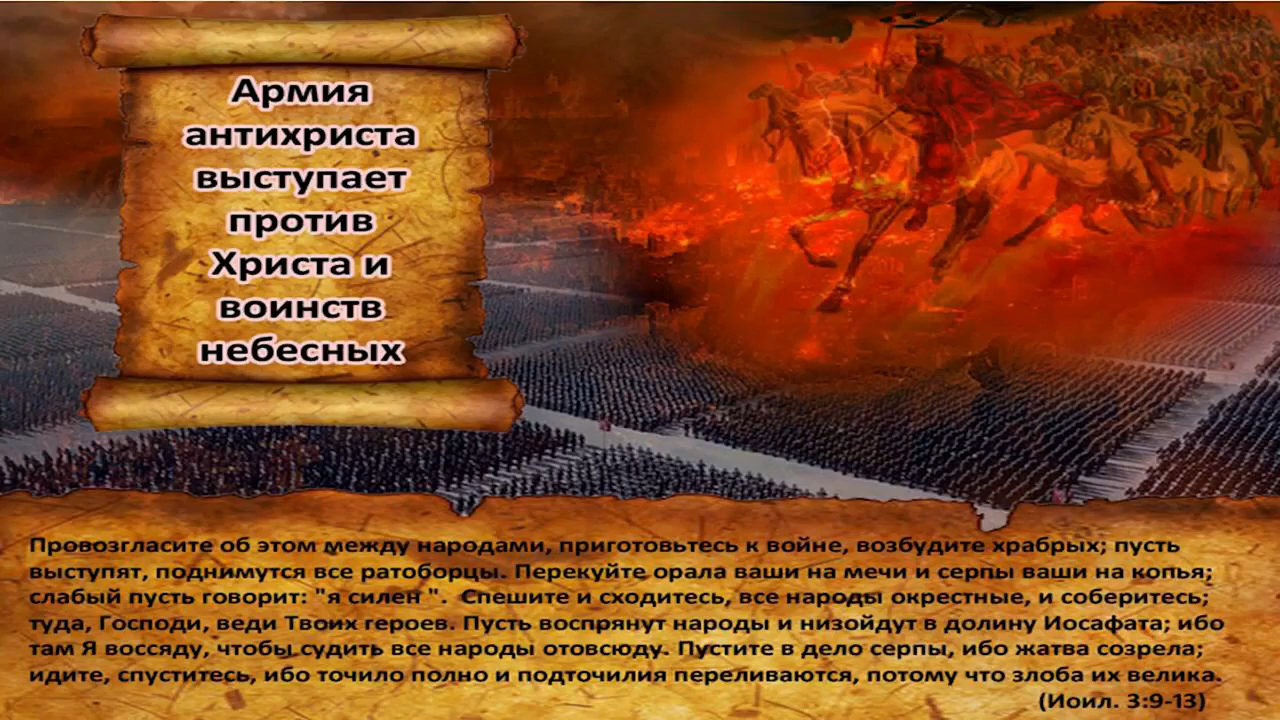 Армия
антихриста
выступает
против
Христа и
воинств
небесных
Провозгласите об этом между народами, приготовьтесь к войне, возбудите храбрых; пусть
выступят, поднимутся все ратоборцы. Перекуйте орала ваши на мечи и серпы ваши на копья;
слабый пусть говорит: "я силен ".  Спешите и сходитесь, все народы окрестные, и соберитесь;
туда, Господи, веди Твоих героев. Пусть воспрянут народы и низойдут в долину Иосафата; ибо
там Я воссяду, чтобы судить все народы отовсюду. Пустите в дело серпы, ибо жатва созрела;
идите, спуститесь, ибо точило полно и подточилия переливаются, потому что злоба их велика.
(Иоил. 3:9-13)